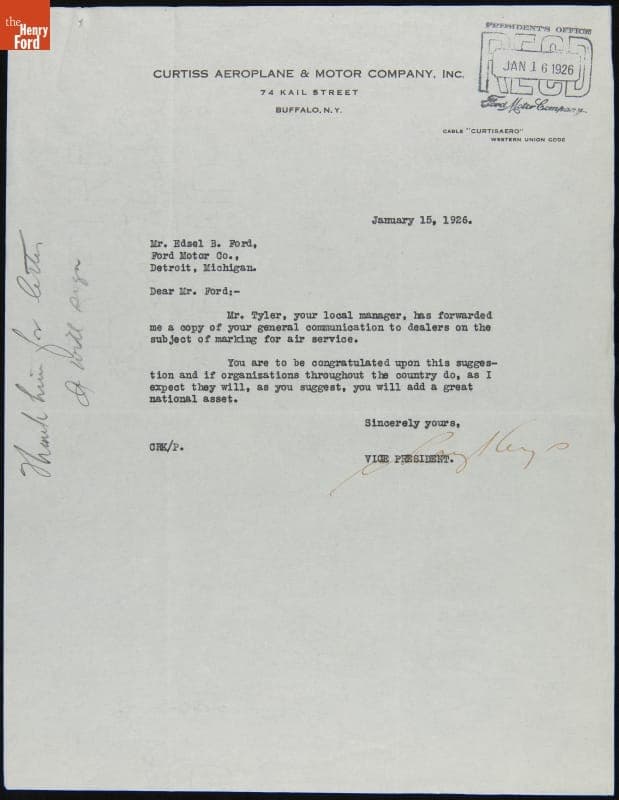 the
Henry
Ford
PRESIDENT'S OFFICE
REC'D
JAN 16 1926
Ford Motor Company
CURTISS AEROPLANE & MOTOR COMPANY, INC.
74 KAIL STREET
BUFFALO, N.Y.
CABLE "CURTISAERO"
WESTERN UNION CODE
January 15, 1926.
Mr. Edsel B. Ford,
Ford Motor Co.,
Detroit, Michigan.
Dear Mr. Ford;-
Mr. Tyler, your local manager, has forwarded
me a copy of your general communication to dealers on the
subject of marking for air service.
You are to be congratulated upon this sugges-
tion and if organizations throughout the country do, as I
expect they will, as you suggest, you will add a great
national asset.
Sincerely yours,
CRK/P.
VICE PRESIDENT.
Thank him for letter
I will sign